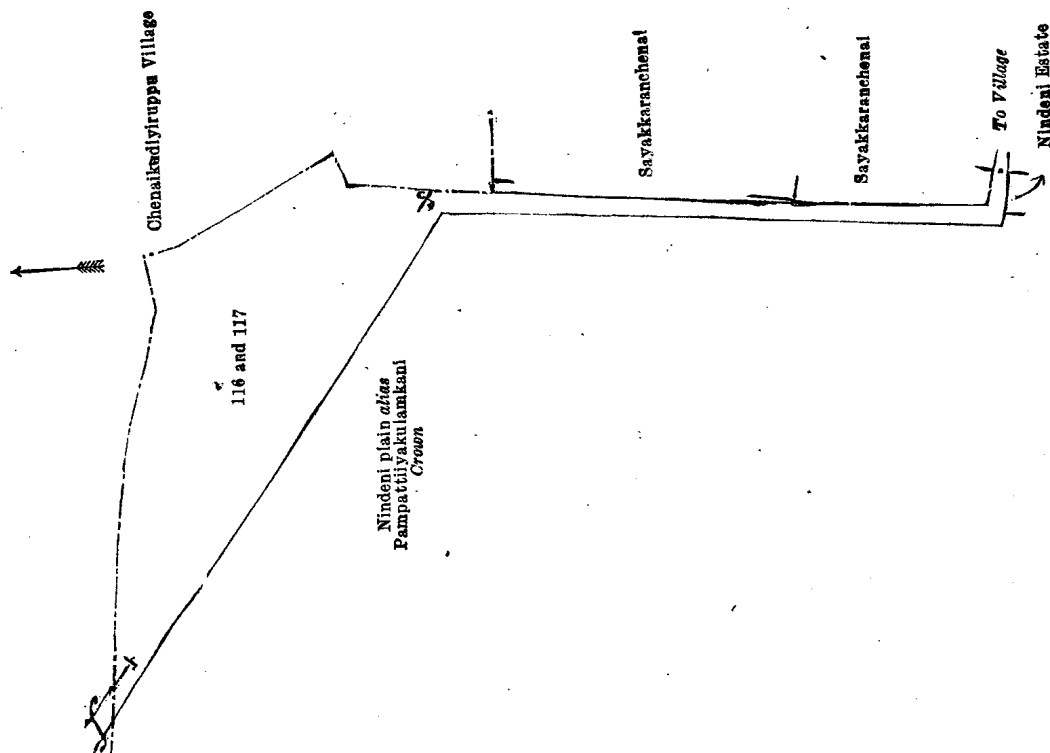 Chenaikudiyiruppu Village
116 and 117
Nindeni plain alias
Pampattiyakulamkani
Crown
Sayakkaranchenai
Sayakkaranchenai
To Village
Nindeni Estate